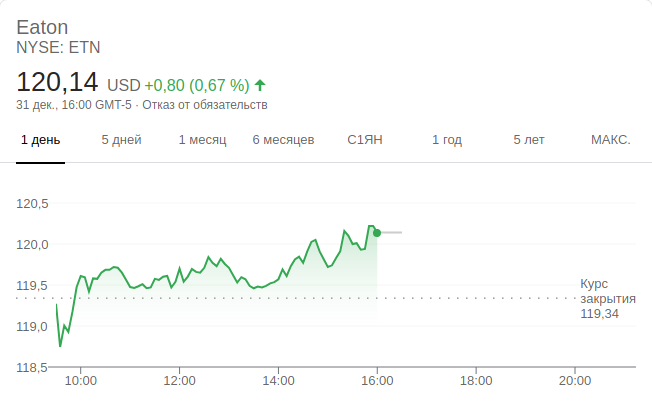 Eaton
NYSE: ETN
120,14 USD +0,80 (0,67 %)
31 дек., 16:00 GMT-5 · Отказ от обязательств
1 день 5 дней 1 месяц 6 месяцев С1ЯН 1 год 5 лет МАКС.
120,5
120,0
119,5
Курс
закрытия
119,34
119,0
118,5
10:00 12:00 14:00 16:00 18:00 20:00